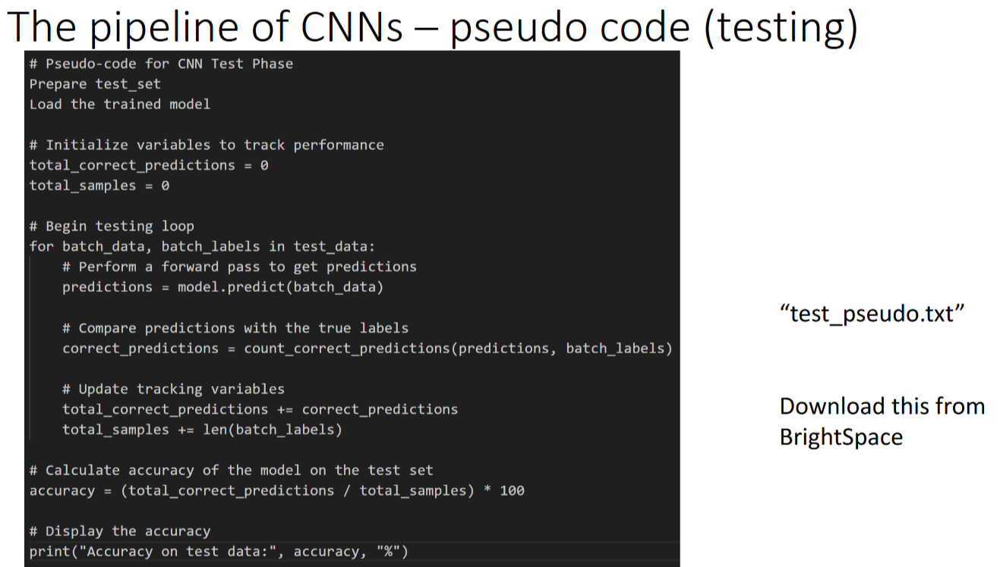 The pipeline of CNNs – pseudo code (testing)
# Pseudo-code for CNN Test Phase
Prepare test_set
Load the trained model
# Initialize variables to track performance
total_correct_predictions = 0
total_samples = 0
# Begin testing loop
for batch_data, batch_labels in test_data:
    # Perform a forward pass to get predictions
    predictions = model.predict(batch_data)
    # Compare predictions with the true labels
    correct_predictions = count_correct_predictions(predictions, batch_labels)
    # Update tracking variables
    total_correct_predictions += correct_predictions
    total_samples += len(batch_labels)
# Calculate accuracy of the model on the test set
accuracy = (total_correct_predictions / total_samples) * 100
# Display the accuracy
print("Accuracy on test data:", accuracy, "%")
“test_pseudo.txt”
Download this from
BrightSpace